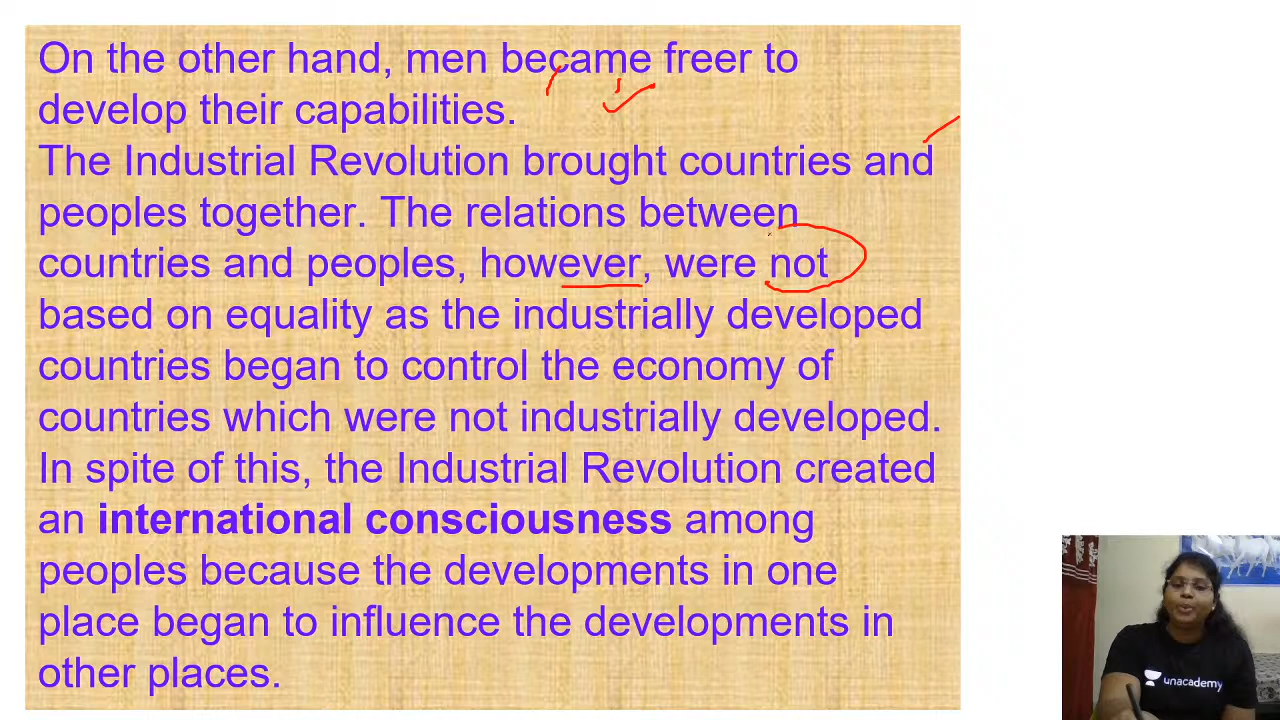 On the other hand, men became freer to
develop their capabilities.
The Industrial Revolution brought countries and
peoples together. The relations between
countries and peoples, however, were not
based on equality as the industrially developed
countries began to control the economy of
countries which were not industrially developed.
In spite of this, the Industrial Revolution created
an international consciousness among
peoples because the developments in one
place began to influence the developments in
other places.
unacademy